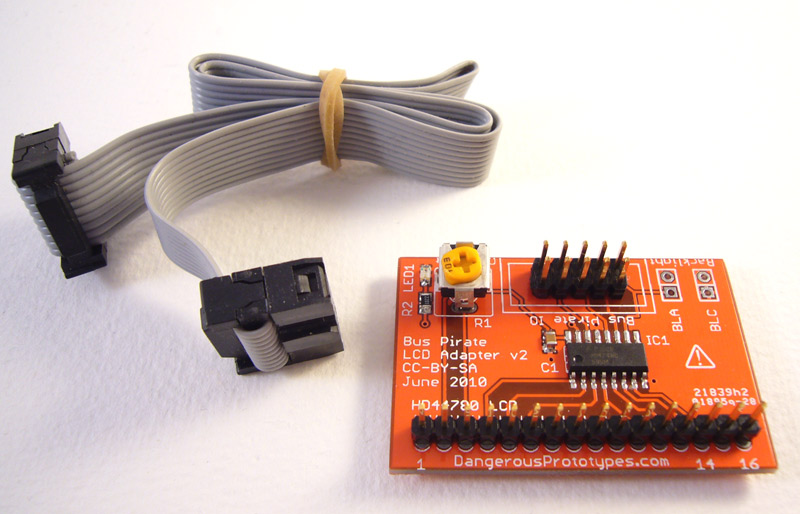 LED1
R2
R1
Bus Pirate IO
Backlight
BLA
BLC
IC1
C1
Bus Pirate
LCD Adapter v2
CC-BY-SA
June 2010
HD44780 LCD
21839h2
1
DangerousPrototypes.com
14
16